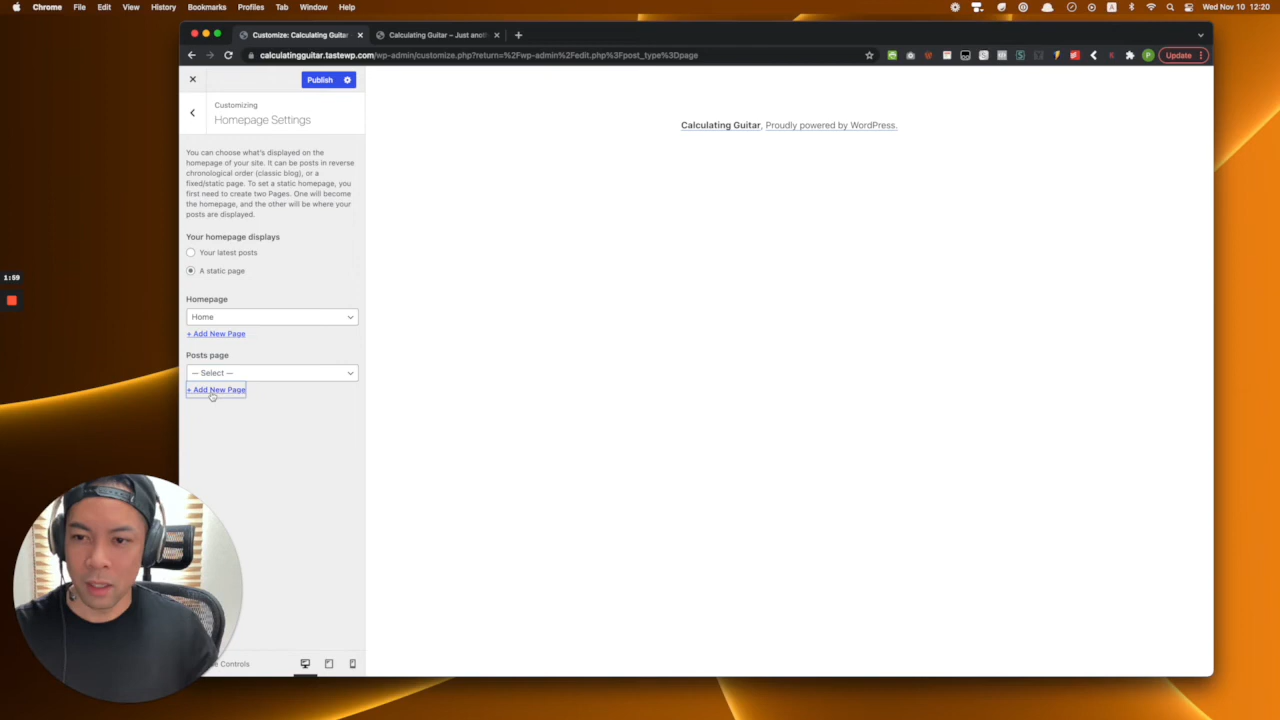 Chrome File Edit View History Bookmarks Profiles Tab Window Help
Wed Nov 10 12:20
Customize: Calculating Guitar
Calculating Guitar – Just anot
calculatingguitar.tastewp.com/wp-admin/customize.php?return=%2Fwp-admin%2Fedit.php%3Fpost_type%3Dpage
Update
Publish
Customizing
Homepage Settings
Calculating Guitar, Proudly powered by WordPress.
You can choose what's displayed on the
homepage of your site. It can be posts in reverse
chronological order (classic blog), or a
fixed/static page. To set a static homepage, you
first need to create two Pages. One will become
the homepage, and the other will be where your
posts are displayed.
Your homepage displays
Your latest posts
A static page
1:59
Homepage
Home
+ Add New Page
Posts page
— Select —
+ Add New Page
Controls